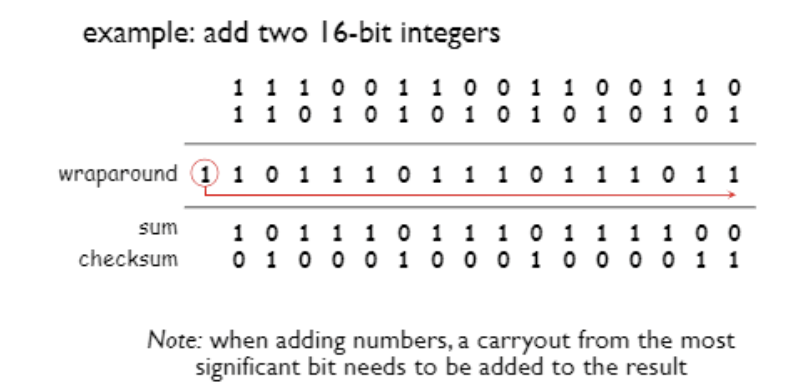 example: add two 16-bit integers
1 1 1 0 0 1 1 0 0 1 1 0 0 1 1 0
1 1 0 1 0 1 0 1 0 1 0 1 0 1 0 1
wraparound 1 1 0 1 1 1 0 1 1 1 0 1 1 1 0 1 1
sum 1 0 1 1 1 0 1 1 1 0 1 1 1 1 0 0
checksum 0 1 0 0 0 1 0 0 0 1 0 0 0 0 1 1
Note: when adding numbers, a carryout from the most
significant bit needs to be added to the result